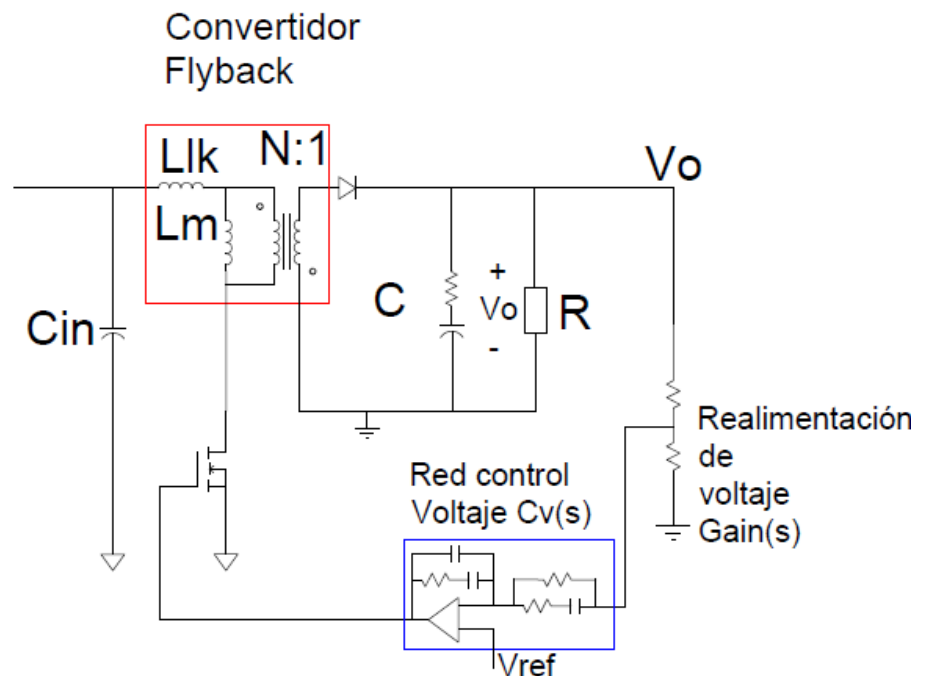 Convertidor
Flyback
Llk
N:1
Vo
Lm
Cin
C
+
Vo
-
R
Realimentación
de
voltaje
Gain(s)
Red control
Voltaje Cv(s)
Vref